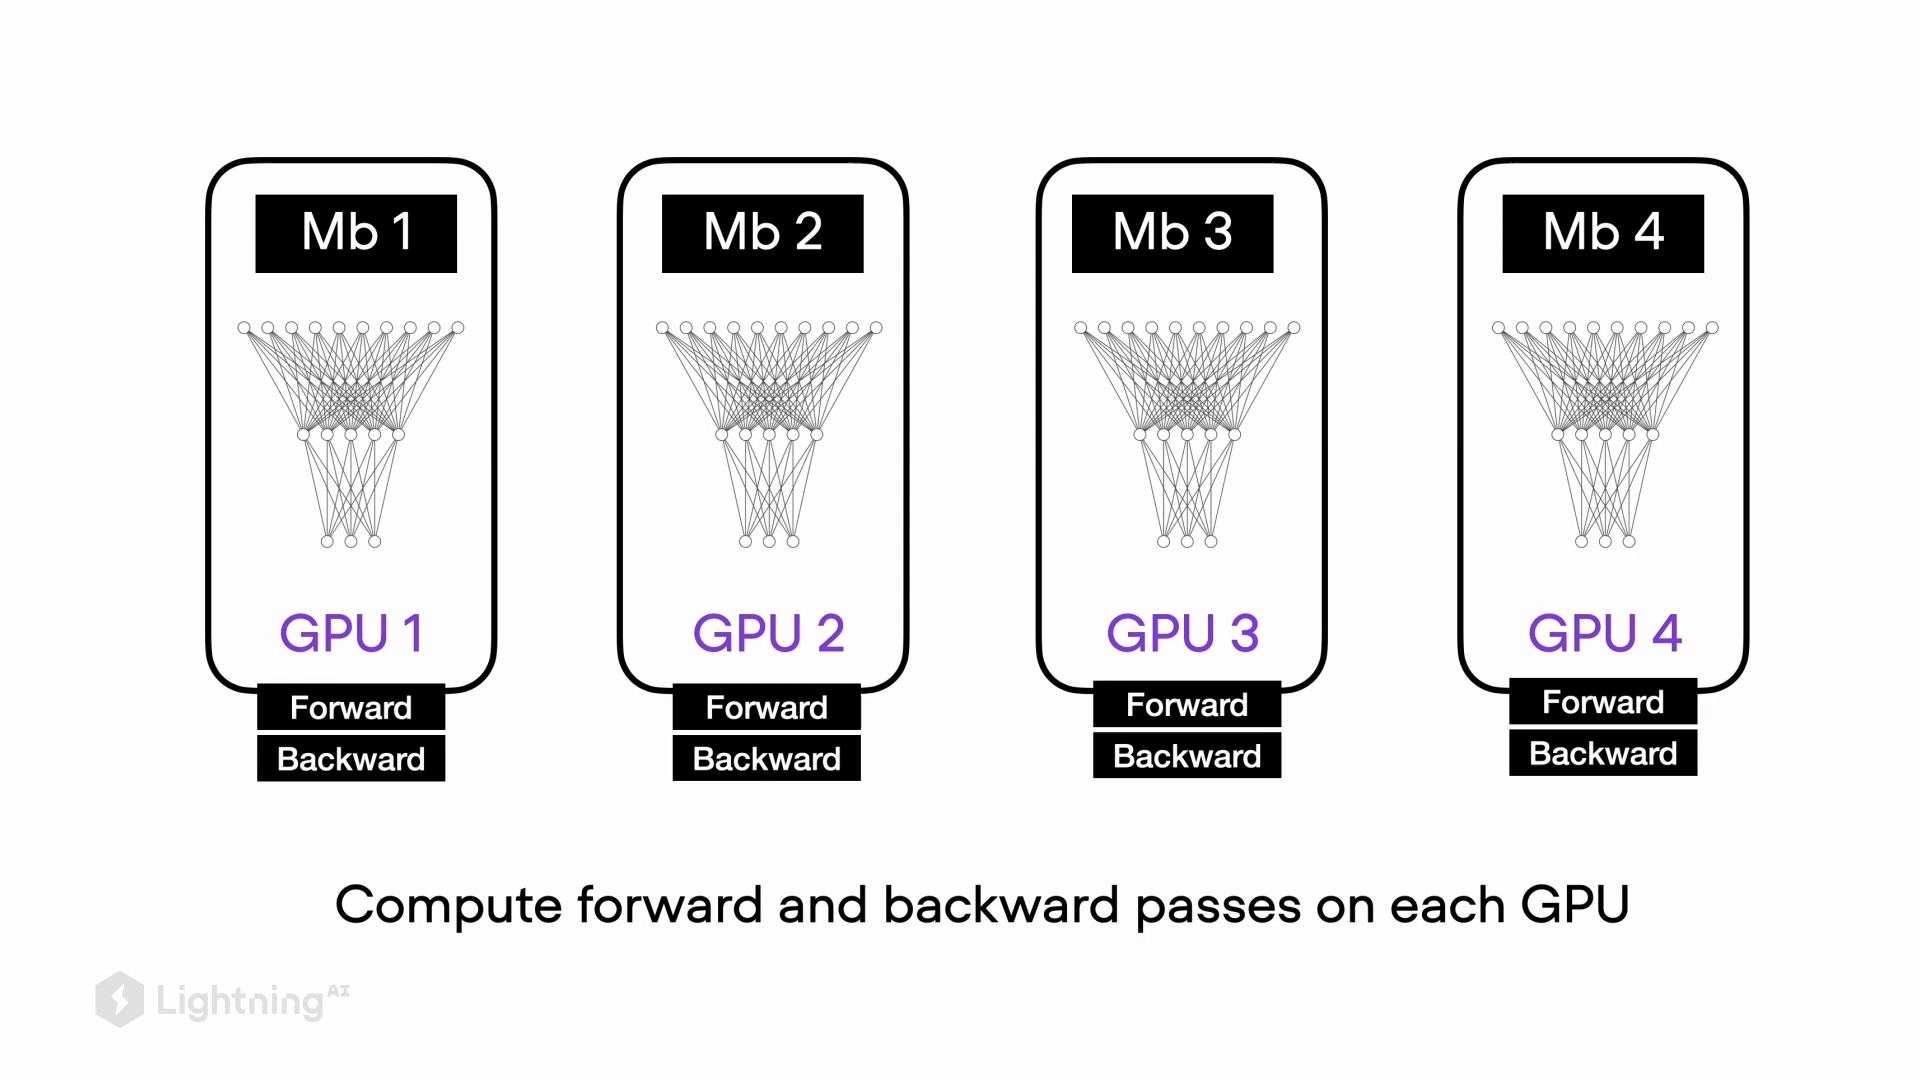 Mb 1
Mb 2
Mb 3
Mb 4
GPU 1
GPU 2
GPU 3
GPU 4
Forward
Forward
Forward
Forward
Backward
Backward
Backward
Backward
Compute forward and backward passes on each GPU
Lightning AI